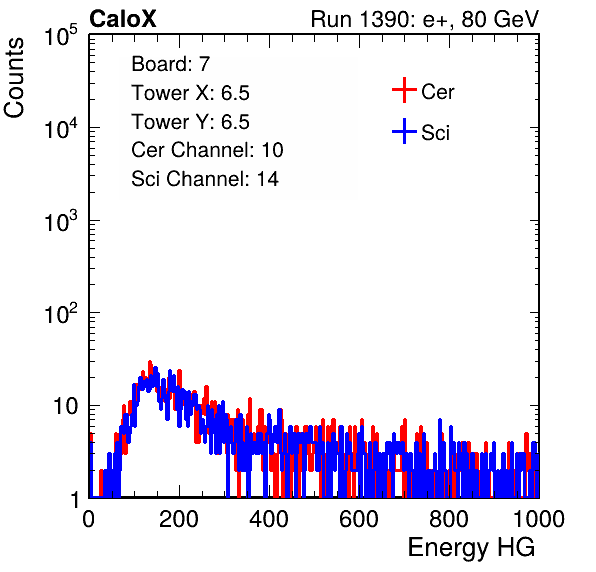 CaloX Run 1390: e+, 80 GeV
Counts
Board: 7
Tower X: 6.5
Tower Y: 6.5
Cer Channel: 10
Sci Channel: 14
Cer
Sci
10^5
10^4
10^3
10^2
10
1
0 200 400 600 800 1000
Energy HG